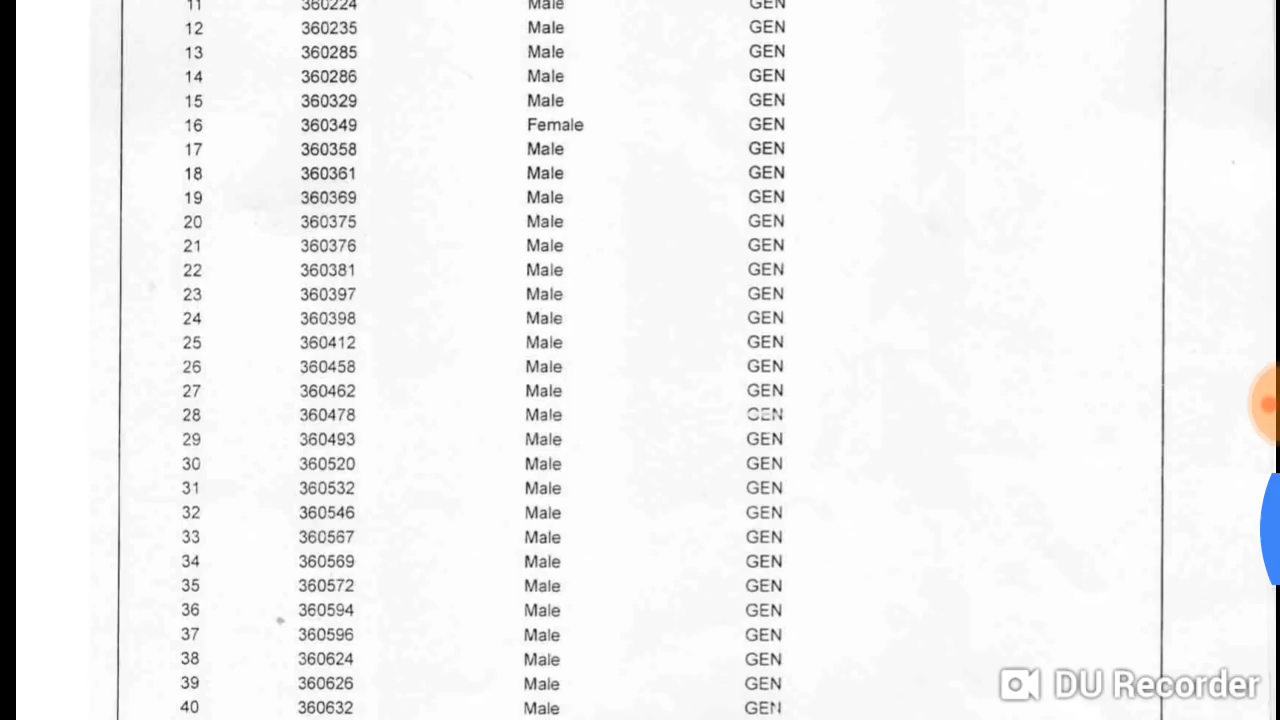 11 360224 Male GEN
12 360235 Male GEN
13 360285 Male GEN
14 360286 Male GEN
15 360329 Male GEN
16 360349 Female GEN
17 360358 Male GEN
18 360361 Male GEN
19 360369 Male GEN
20 360375 Male GEN
21 360376 Male GEN
22 360381 Male GEN
23 360397 Male GEN
24 360398 Male GEN
25 360412 Male GEN
26 360458 Male GEN
27 360462 Male GEN
28 360478 Male GEN
29 360493 Male GEN
30 360520 Male GEN
31 360532 Male GEN
32 360546 Male GEN
33 360567 Male GEN
34 360569 Male GEN
35 360572 Male GEN
36 360594 Male GEN
37 360596 Male GEN
38 360624 Male GEN
39 360626 Male GEN
40 360632 Male GEN
DU Recorder